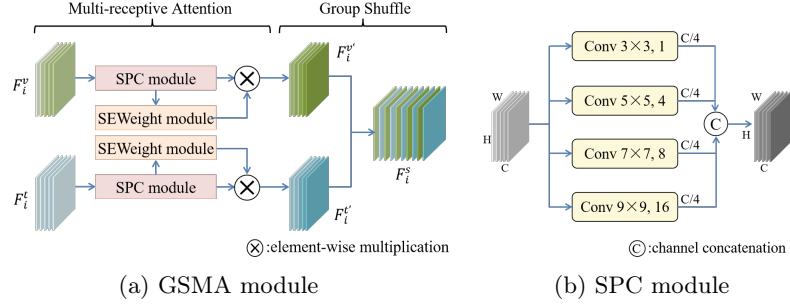 Multi-receptive Attention
Group Shuffle
F_i^v
SPC module
SEWeight module
F_i^{v'}
SEWeight module
SPC module
F_i^t
F_i^{t'}
F_i^s
:element-wise multiplication
(a) GSMA module
W
H
C
Conv 3×3, 1
C/4
Conv 5×5, 4
C/4
Conv 7×7, 8
C/4
Conv 9×9, 16
C/4
C
W
H
C
C :channel concatenation
(b) SPC module